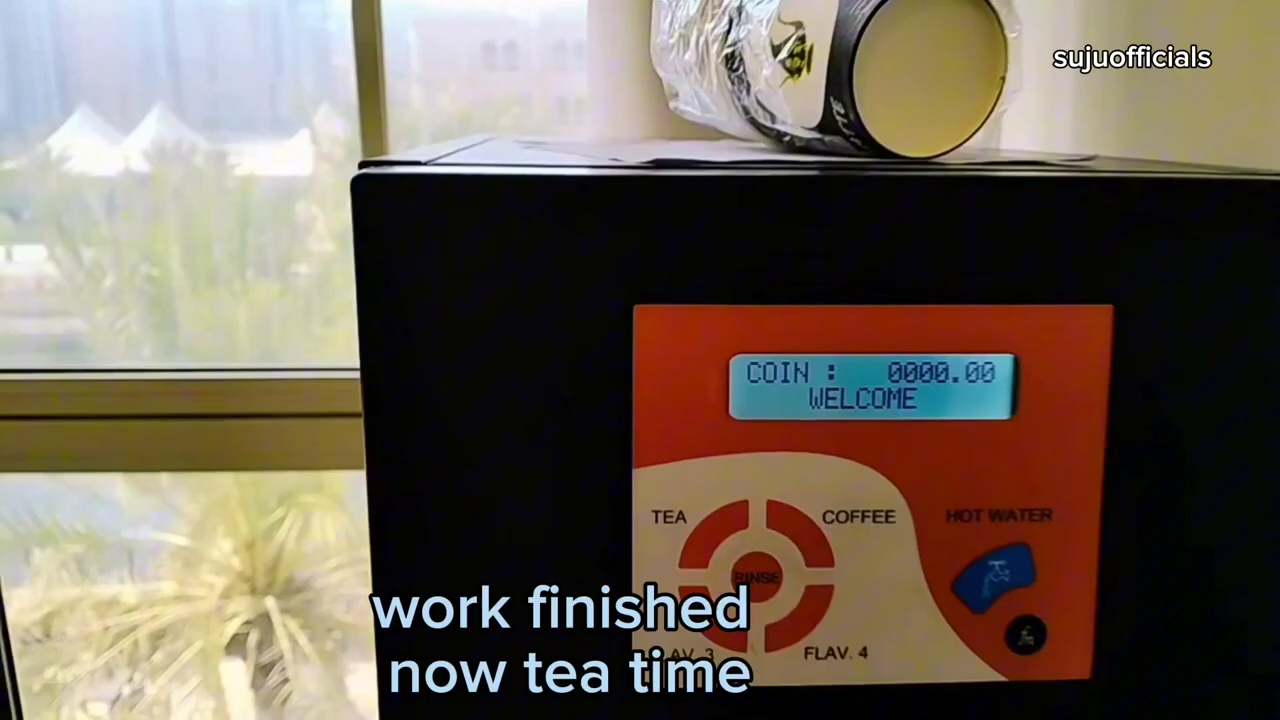 sujuofficials
COIN : 0000.00
WELCOME
TEA
COFFEE
HOT WATER
RINSE
FLAV. 4
work finished
now tea time